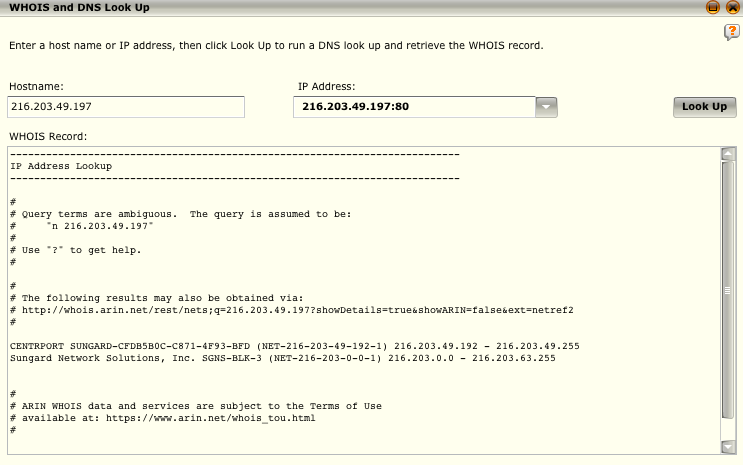 WHOIS and DNS Look Up
Enter a host name or IP address, then click Look Up to run a DNS look up and retrieve the WHOIS record.
Hostname:
IP Address:
216.203.49.197
216.203.49.197:80
Look Up
WHOIS Record:
---------------------------------------------------------------------------
IP Address Lookup
---------------------------------------------------------------------------
#
# Query terms are ambiguous.  The query is assumed to be:
#     "n 216.203.49.197"
#
# Use "?" to get help.
#
#
# The following results may also be obtained via:
# http://whois.arin.net/rest/nets;q=216.203.49.197?showDetails=true&showARIN=false&ext=netref2
#
CENTRPORT SUNGARD-CFDB5B0C-C871-4F93-BFD (NET-216-203-49-192-1) 216.203.49.192 - 216.203.49.255
Sungard Network Solutions, Inc. SGNS-BLK-3 (NET-216-203-0-0-1) 216.203.0.0 - 216.203.63.255
#
# ARIN WHOIS data and services are subject to the Terms of Use
# available at: https://www.arin.net/whois_tou.html
#